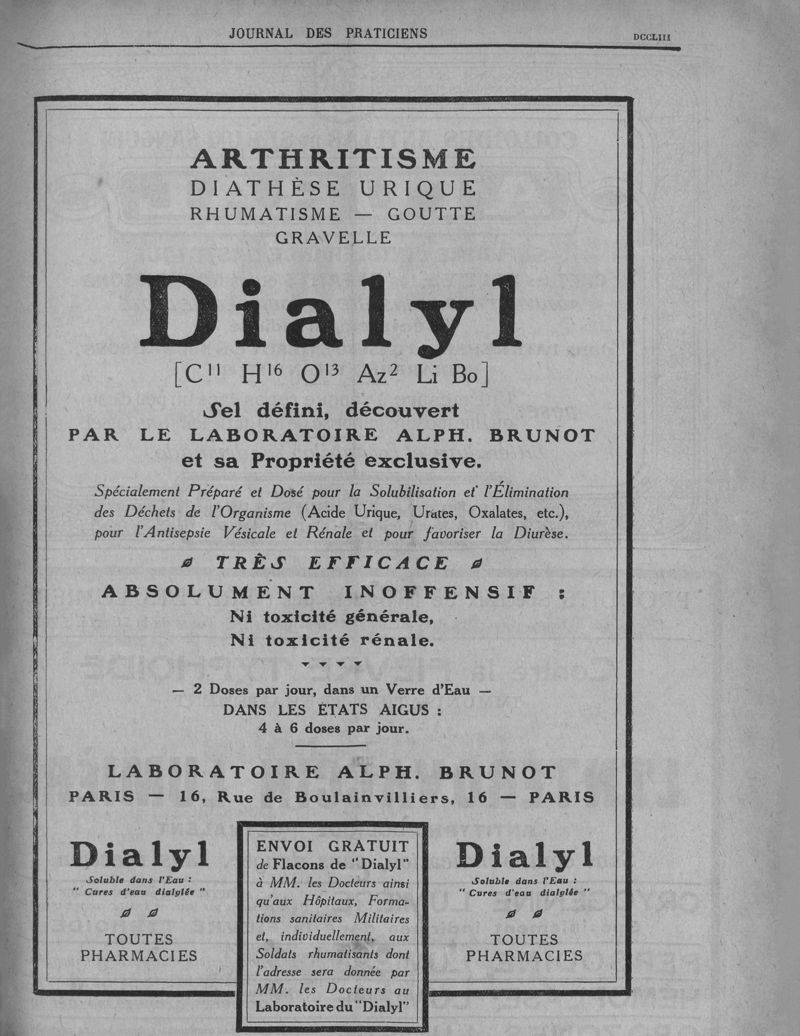 JOURNAL DES PRATICIENS
DCCLIII
ARTHRITISME
DIATHÈSE URIQUE
RHUMATISME — GOUTTE
GRAVELLE
Dialyl
[C¹¹ H¹⁶ O¹³ Az² Li Bo]
Sel défini, découvert
PAR LE LABORATOIRE ALPH. BRUNOT
et sa Propriété exclusive.
Spécialement Préparé et Dosé pour la Solubilisation et l'Élimination
des Déchets de l'Organisme (Acide Urique, Urates, Oxalates, etc.),
pour l'Antisepsie Vésicale et Rénale et pour favoriser la Diurèse.
TRÈS EFFICACE
ABSOLUMENT INOFFENSIF :
Ni toxicité générale,
Ni toxicité rénale.
— 2 Doses par jour, dans un Verre d'Eau —
DANS LES ÉTATS AIGUS :
4 à 6 doses par jour.
LABORATOIRE ALPH. BRUNOT
PARIS — 16, Rue de Boulainvilliers, 16 — PARIS
Dialyl
Soluble dans l'Eau :
" Cures d'eau dialylée "
TOUTES
PHARMACIES
ENVOI GRATUIT
de Flacons de "Dialyl"
à MM. les Docteurs ainsi
qu'aux Hôpitaux, Forma-
tions sanitaires Militaires
et, individuellement, aux
Soldats rhumatisants dont
l'adresse sera donnée par
MM. les Docteurs au
Laboratoire du "Dialyl"
Dialyl
Soluble dans l'Eau :
" Cures d'eau dialylée "
TOUTES
PHARMACIES